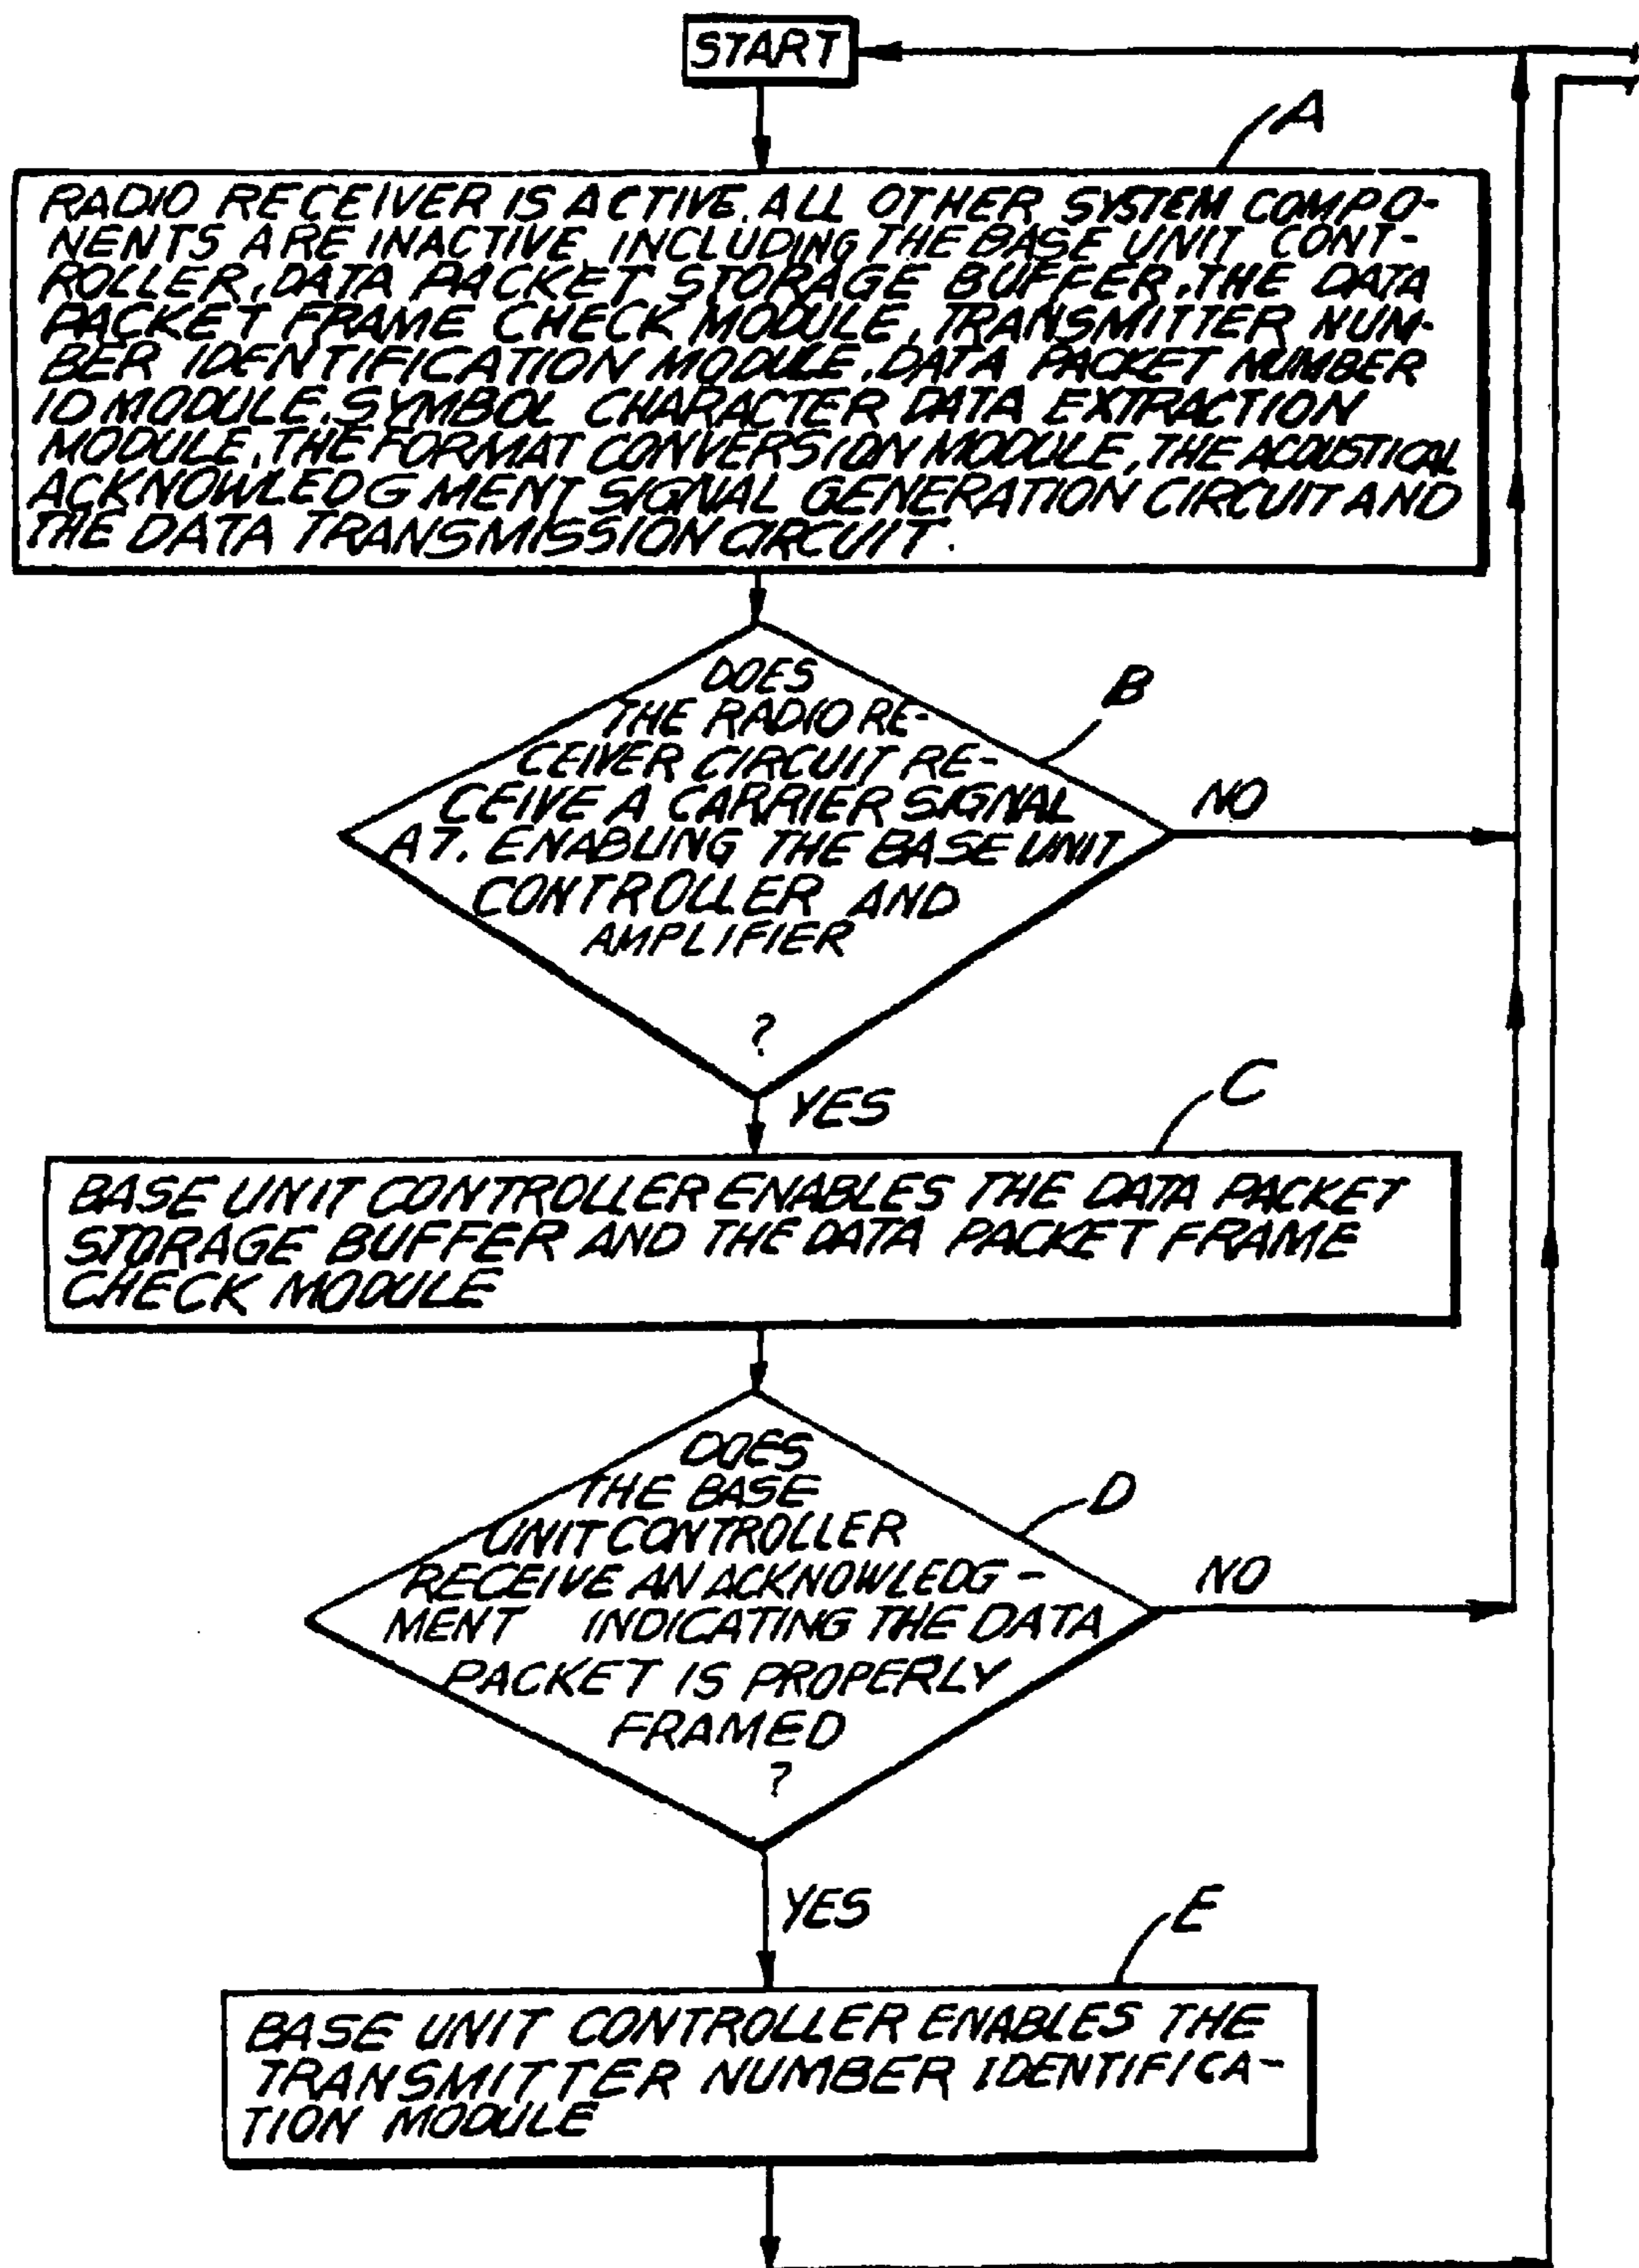 START
A
RADIO RECEIVER IS ACTIVE. ALL OTHER SYSTEM COMPO-
NENTS ARE INACTIVE, INCLUDING THE BASE UNIT CONT-
ROLLER, DATA PACKET STORAGE BUFFER, THE DATA
PACKET FRAME CHECK MODULE, TRANSMITTER NUM-
BER IDENTIFICATION MODULE, DATA PACKET NUMBER
ID MODULE, SYMBOL CHARACTER DATA EXTRACTION
MODULE, THE FORMAT CONVERSION MODULE, THE ACOUSTICAL
ACKNOWLEDGMENT SIGNAL GENERATION CIRCUIT AND
THE DATA TRANSMISSION CIRCUIT.
B
DOES
THE RADIO RE-
CEIVER CIRCUIT RE-
CEIVE A CARRIER SIGNAL
A7. ENABLING THE BASE UNIT
CONTROLLER AND
AMPLIFIER
?
NO
YES
C
BASE UNIT CONTROLLER ENABLES THE DATA PACKET
STORAGE BUFFER AND THE DATA PACKET FRAME
CHECK MODULE
D
DOES
THE BASE
UNIT CONTROLLER
RECEIVE AN ACKNOWLEDG-
MENT INDICATING THE DATA
PACKET IS PROPERLY
FRAMED
?
NO
YES
E
BASE UNIT CONTROLLER ENABLES THE
TRANSMITTER NUMBER IDENTIFICA-
TION MODULE